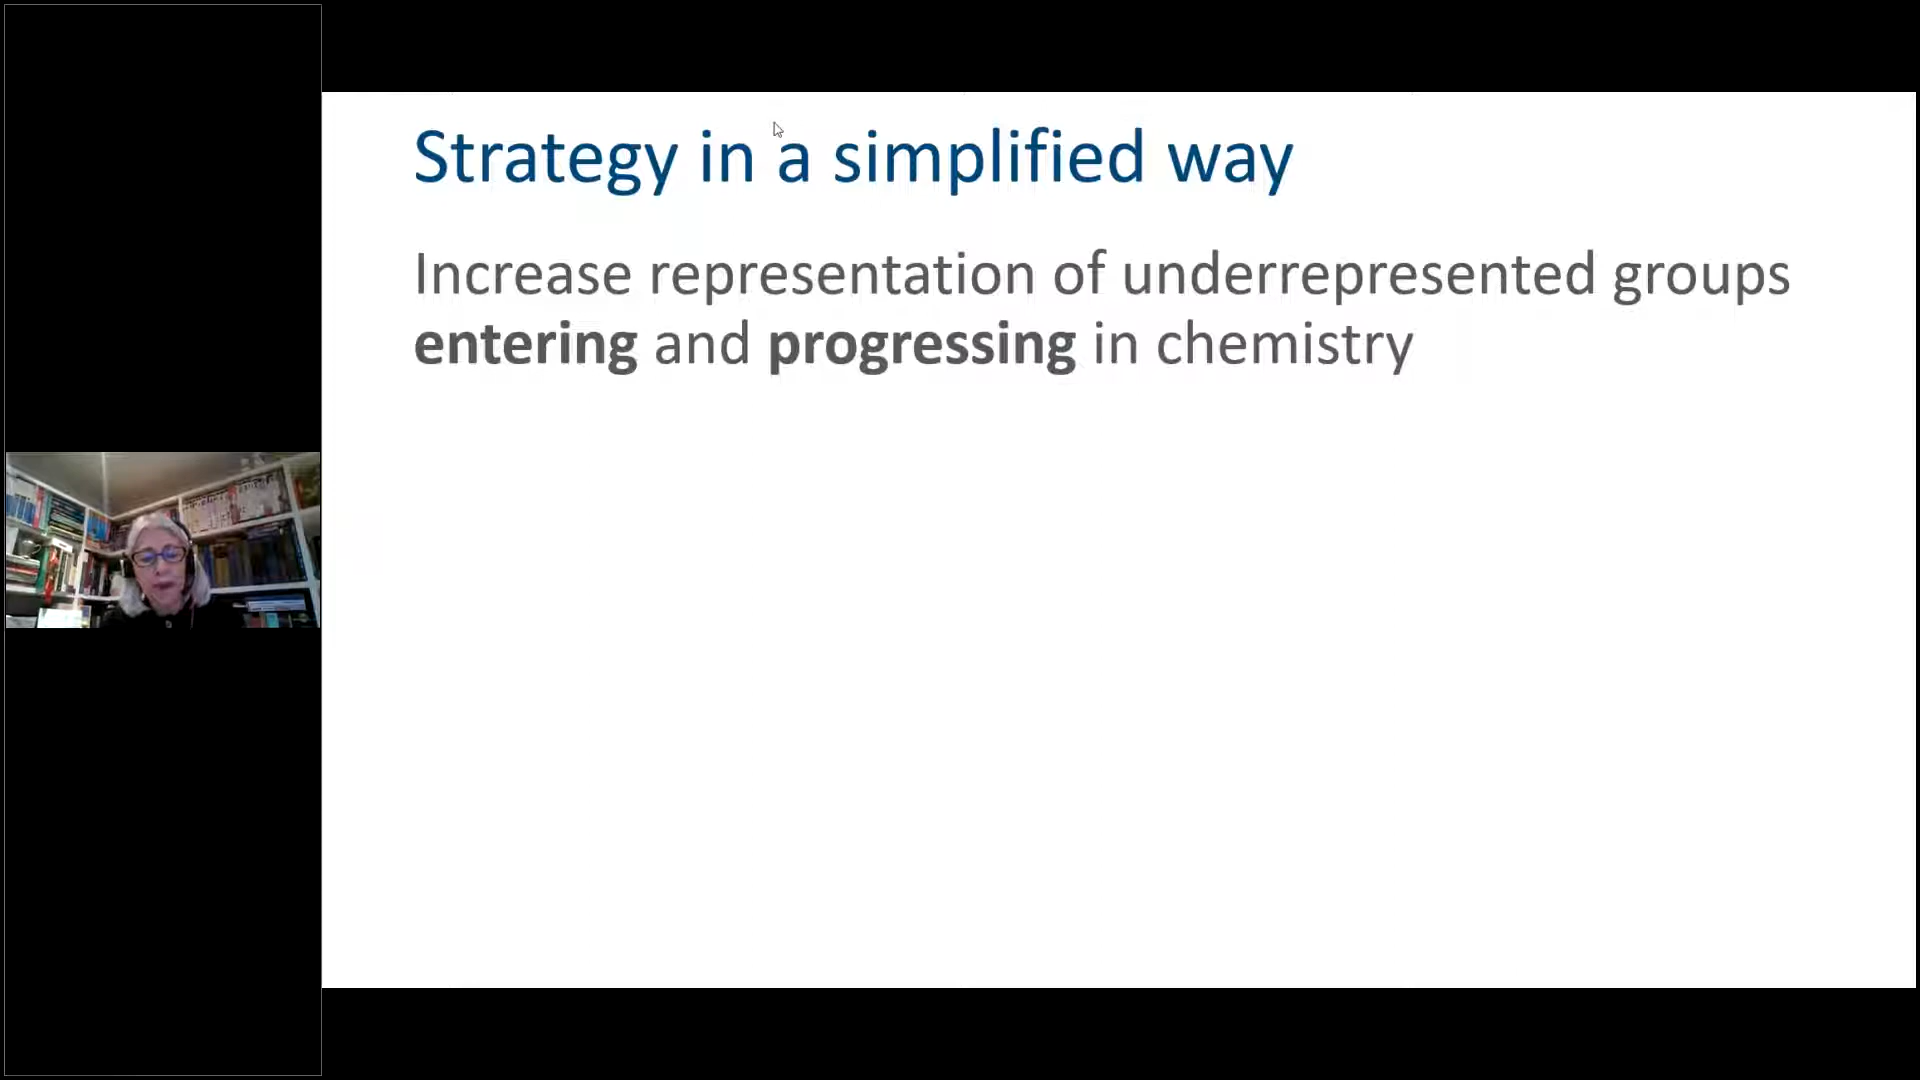 Strategy in a simplified way
Increase representation of underrepresented groups
entering and progressing in chemistry